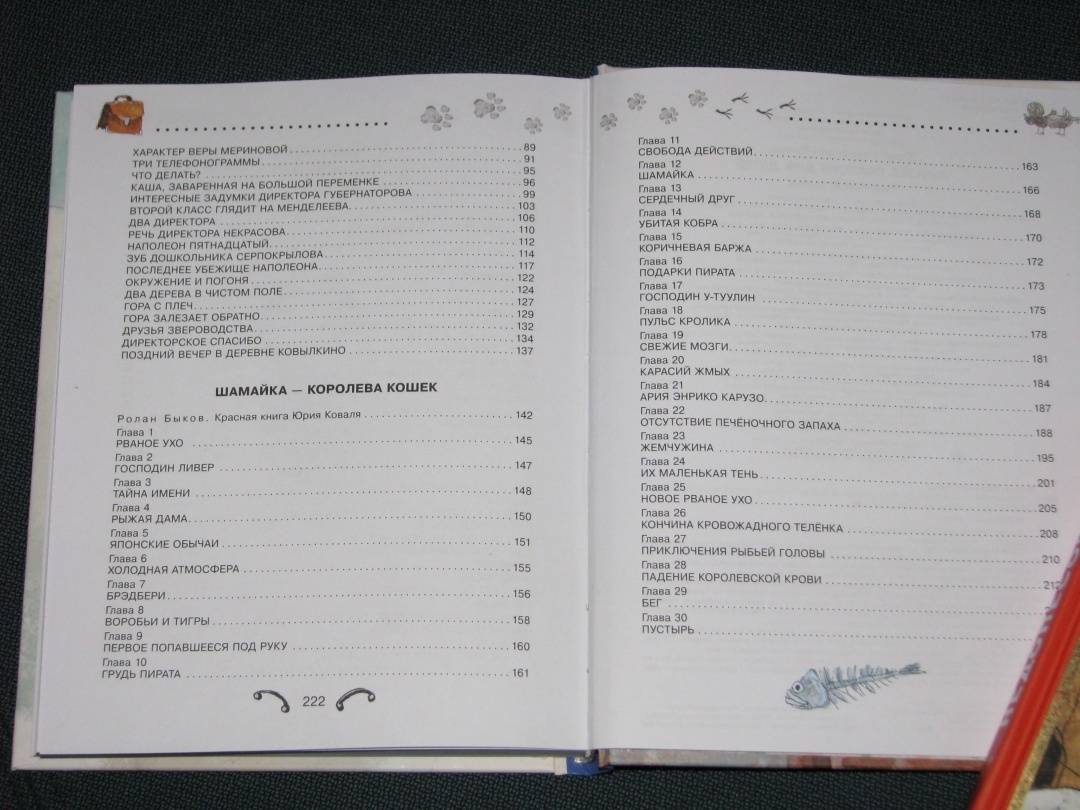 ХАРАКТЕР ВЕРЫ МЕРИНОВОЙ 89
ТРИ ТЕЛЕФОНОГРАММЫ 91
ЧТО ДЕЛАТЬ? 95
КАША, ЗАВАРЕННАЯ НА БОЛЬШОЙ ПЕРЕМЕНКЕ 96
ИНТЕРЕСНЫЕ ЗАДУМКИ ДИРЕКТОРА ГУБЕРНАТОРОВА 99
ВТОРОЙ КЛАСС ГЛЯДИТ НА МЕНДЕЛЕЕВА 103
ДВА ДИРЕКТОРА 106
РЕЧЬ ДИРЕКТОРА НЕКРАСОВА 110
НАПОЛЕОН ПЯТНАДЦАТЫЙ 112
ЗУБ ДОШКОЛЬНИКА СЕРПОКРЫЛОВА 114
ПОСЛЕДНЕЕ УБЕЖИЩЕ НАПОЛЕОНА 117
ОКРУЖЕНИЕ И ПОГОНЯ 122
ДВА ДЕРЕВА В ЧИСТОМ ПОЛЕ 124
ГОРА С ПЛЕЧ 127
ГОРА ЗАЛЕЗАЕТ ОБРАТНО 129
ДРУЗЬЯ ЗВЕРОВОДСТВА 132
ДИРЕКТОРСКОЕ СПАСИБО 134
ПОЗДНИЙ ВЕЧЕР В ДЕРЕВНЕ КОВЫЛКИНО 137
ШАМАЙКА — КОРОЛЕВА КОШЕК
Ролан Быков. Красная книга Юрия Коваля 142
Глава 1
РВАНОЕ УХО 145
Глава 2
ГОСПОДИН ЛИВЕР 147
Глава 3
ТАЙНА ИМЕНИ 148
Глава 4
РЫЖАЯ ДАМА 150
Глава 5
ЯПОНСКИЕ ОБЫЧАИ 151
Глава 6
ХОЛОДНАЯ АТМОСФЕРА 155
Глава 7
БРЭДБЕРИ 156
Глава 8
ВОРОБЬИ И ТИГРЫ 158
Глава 9
ПЕРВОЕ ПОПАВШЕЕСЯ ПОД РУКУ 160
Глава 10
ГРУДЬ ПИРАТА 161
222
Глава 11
СВОБОДА ДЕЙСТВИЙ 163
Глава 12
ШАМАЙКА 166
Глава 13
СЕРДЕЧНЫЙ ДРУГ 168
Глава 14
УБИТАЯ КОБРА 170
Глава 15
КОРИЧНЕВАЯ БАРЖА 172
Глава 16
ПОДАРКИ ПИРАТА 173
Глава 17
ГОСПОДИН У-ТУУЛИН 175
Глава 18
ПУЛЬС КРОЛИКА 178
Глава 19
СВЕЖИЕ МОЗГИ 181
Глава 20
КАРАСИЙ ЖМЫХ 184
Глава 21
АРИЯ ЭНРИКО КАРУЗО 187
Глава 22
ОТСУТСТВИЕ ПЕЧЁНОЧНОГО ЗАПАХА 188
Глава 23
ЖЕМЧУЖИНА 195
Глава 24
ИХ МАЛЕНЬКАЯ ТЕНЬ 201
Глава 25
НОВОЕ РВАНОЕ УХО 205
Глава 26
КОНЧИНА КРОВОЖАДНОГО ТЕЛЁНКА 208
Глава 27
ПРИКЛЮЧЕНИЯ РЫБЬЕЙ ГОЛОВЫ 210
Глава 28
ПАДЕНИЕ КОРОЛЕВСКОЙ КРОВИ 212
Глава 29
БЕГ
Глава 30
ПУСТЫРЬ